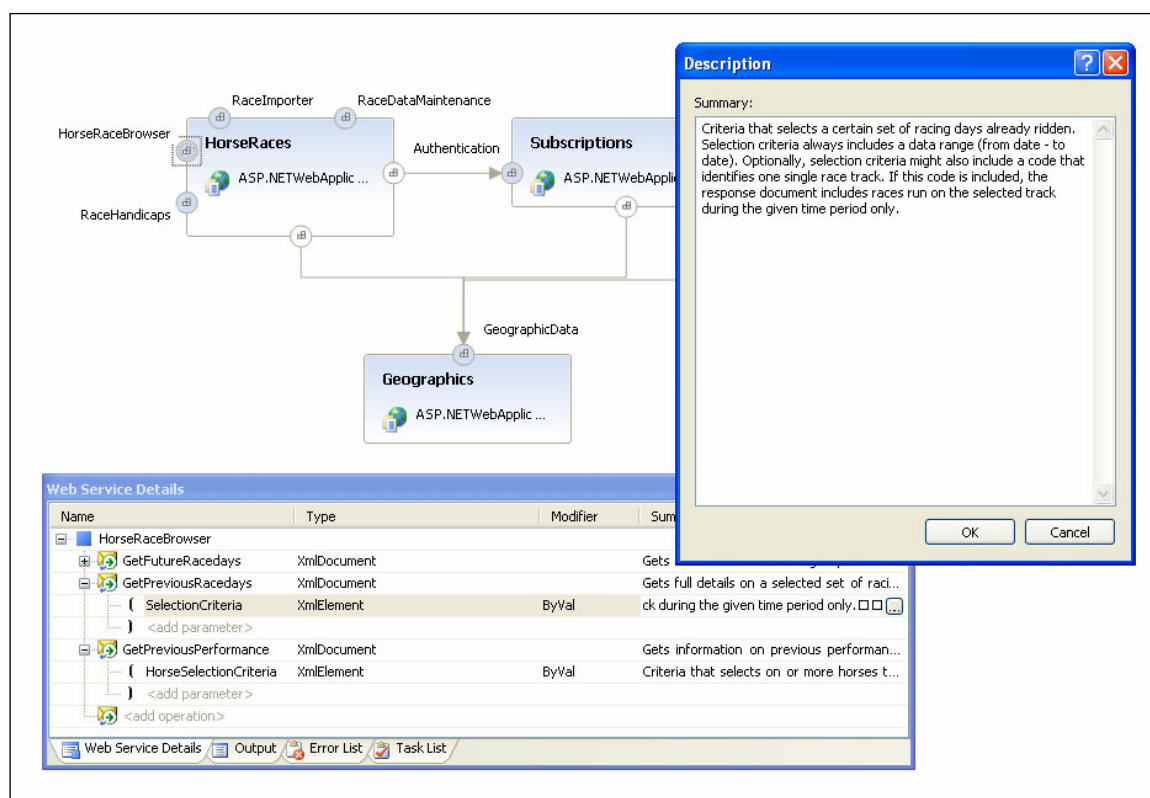 Description
Summary:
Criteria that selects a certain set of racing days already ridden.
Selection criteria always includes a data range (from date - to
date). Optionally, selection criteria might also include a code that
identifies one single race track. If this code is included, the
response document includes races run on the selected track
during the given time period only.
OK Cancel
RaceImporter RaceDataMaintenance
HorseRaceBrowser
HorseRaces
ASP.NETWebApplic ...
RaceHandicaps
Authentication
Subscriptions
ASP.NETWebApplic
GeographicData
Geographics
ASP.NETWebApplic ...
Web Service Details
Name Type Modifier Sum
HorseRaceBrowser
GetFutureRacedays XmlDocument Gets
GetPreviousRacedays XmlDocument Gets full details on a selected set of raci...
( SelectionCriteria XmlElement ByVal ck during the given time period only. ...
) <add parameter>
GetPreviousPerformance XmlDocument Gets information on previous performan...
( HorseSelectionCriteria XmlElement ByVal Criteria that selects on or more horses t...
) <add parameter>
<add operation>
Web Service Details Output Error List Task List